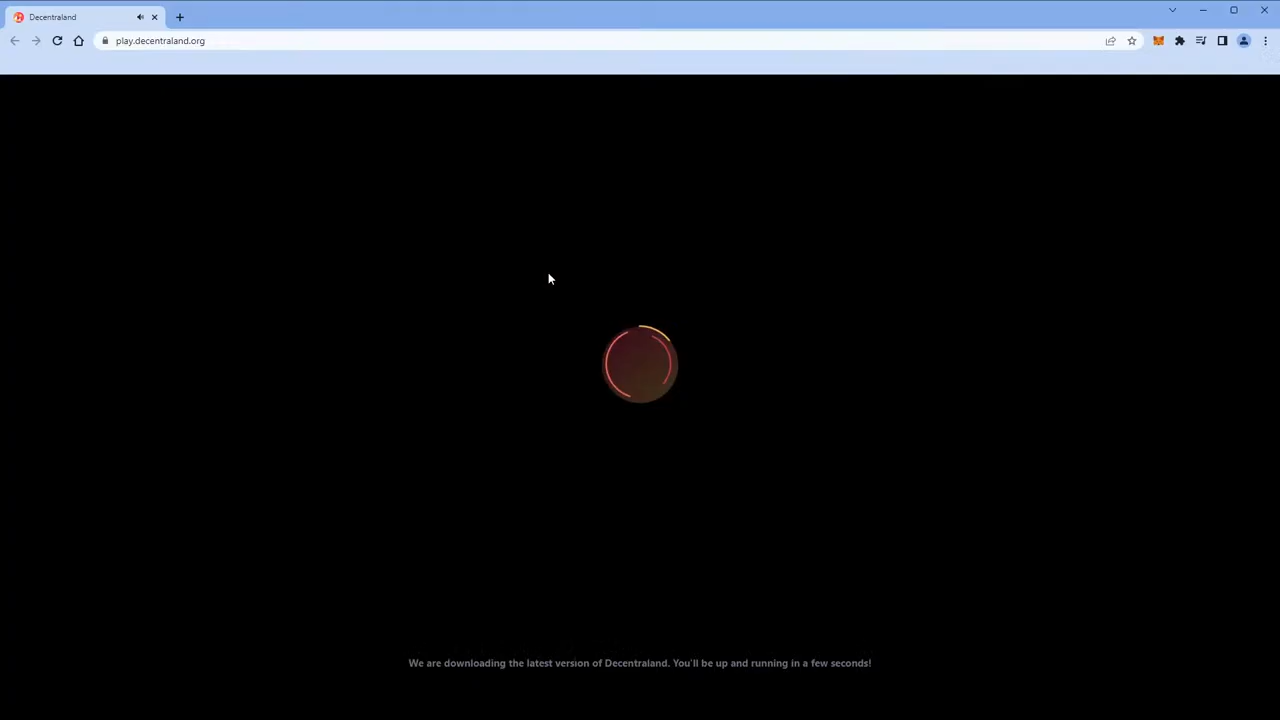 Decentraland
play.decentraland.org
We are downloading the latest version of Decentraland. You'll be up and running in a few seconds!